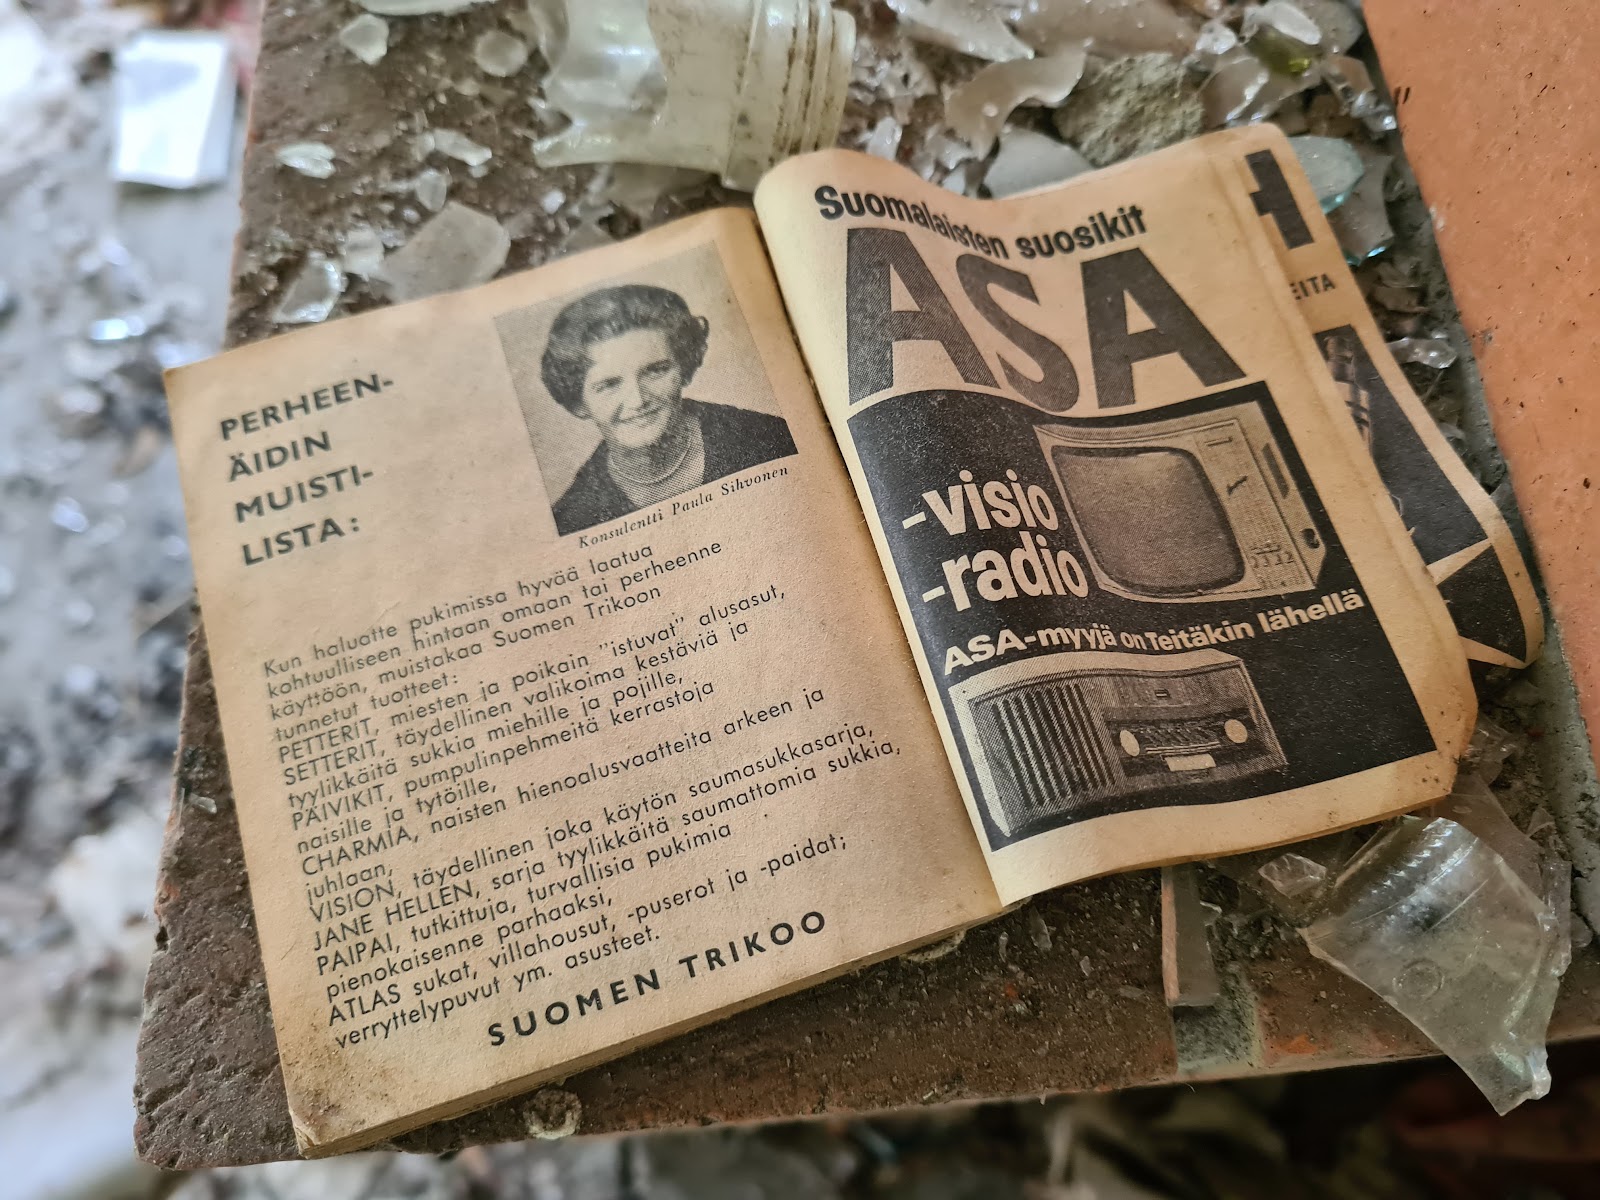 PERHEEN-
ÄIDIN
MUISTI-
LISTA:
Konsulentti Paula Sihvonen
Kun haluatte pukimissa hyvää laatua
kohtuulliseen hintaan omaan tai perheenne
käyttöön, muistakaa Suomen Trikoon
tunnetut tuotteet:
PETTERIT, miesten ja poikain "istuvat" alusasut,
SETTERIT, täydellinen valikoima kestäviä ja
tyylikkäitä sukkia miehille ja pojille,
PÄIVIKIT, pumpulinpehmeitä kerrastoja
naisille ja tytöille,
CHARMIA, naisten hienoalusvaatteita arkeen ja
juhlaan,
VISION, täydellinen joka käytön saumasukkasarja,
JANE HELLEN, sarja tyylikkäitä saumattomia sukkia,
PAIPAI, tutkittuja, turvallisia pukimia
pienokaisenne parhaaksi,
ATLAS sukat, villahousut, -puserot ja -paidat;
verryttelypuvut ym. asusteet.
SUOMEN TRIKOO
Suomalaisten suosikit
ASA
-visio
-radio
ASA-myyjä on Teitäkin lähellä
EITA